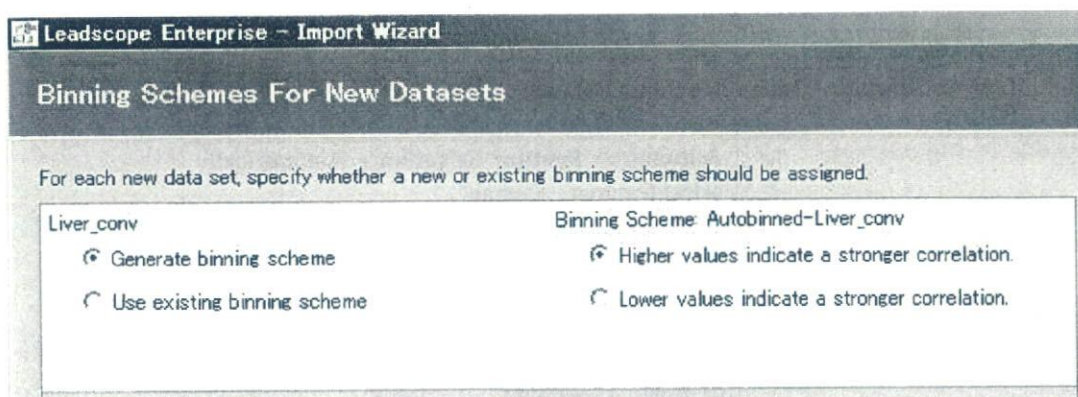 Leadscope Enterprise - Import Wizard
Binning Schemes For New Datasets
For each new data set, specify whether a new or existing binning scheme should be assigned.
Liver_conv
Generate binning scheme
Use existing binning scheme
Binning Scheme: Autobinned-Liver_conv
Higher values indicate a stronger correlation.
Lower values indicate a stronger correlation.